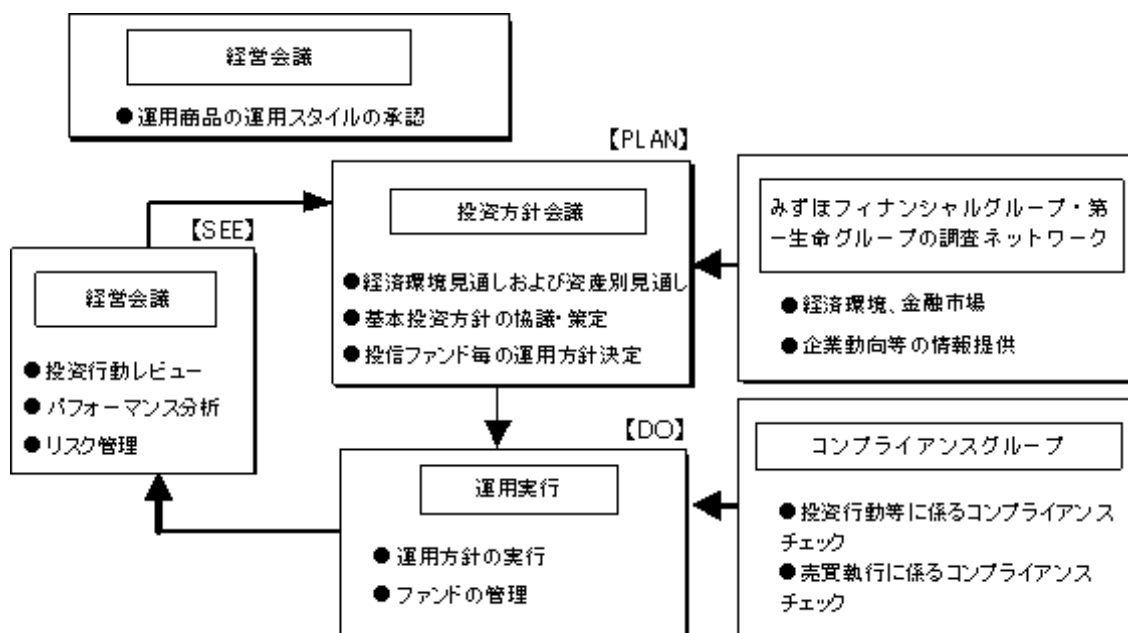 経営会議
●運用商品の運用スタイルの承認
【PLAN】
投資方針会議
●経済環境見通しおよび資産別見通し
●基本投資方針の協議・策定
●投信ファンド毎の運用方針決定
みずほフィナンシャルグループ・第
一生命グループの調査ネットワーク
●経済環境、金融市場
●企業動向等の情報提供
【SEE】
経営会議
●投資行動レビュー
●パフォーマンス分析
●リスク管理
【DO】
運用実行
●運用方針の実行
●ファンドの管理
コンプライアンスグループ
●投資行動等に係るコンプライアンス
チェック
●売買執行に係るコンプライアンス
チェック